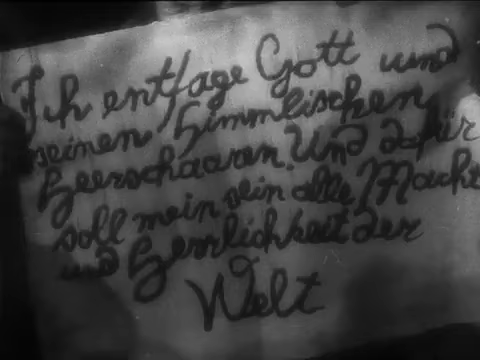 Ich entsage Gott und
seinen himmlischen
Heerschaaren. Und dafür
soll mein sein alle Macht
und Herrlichkeit der
Welt